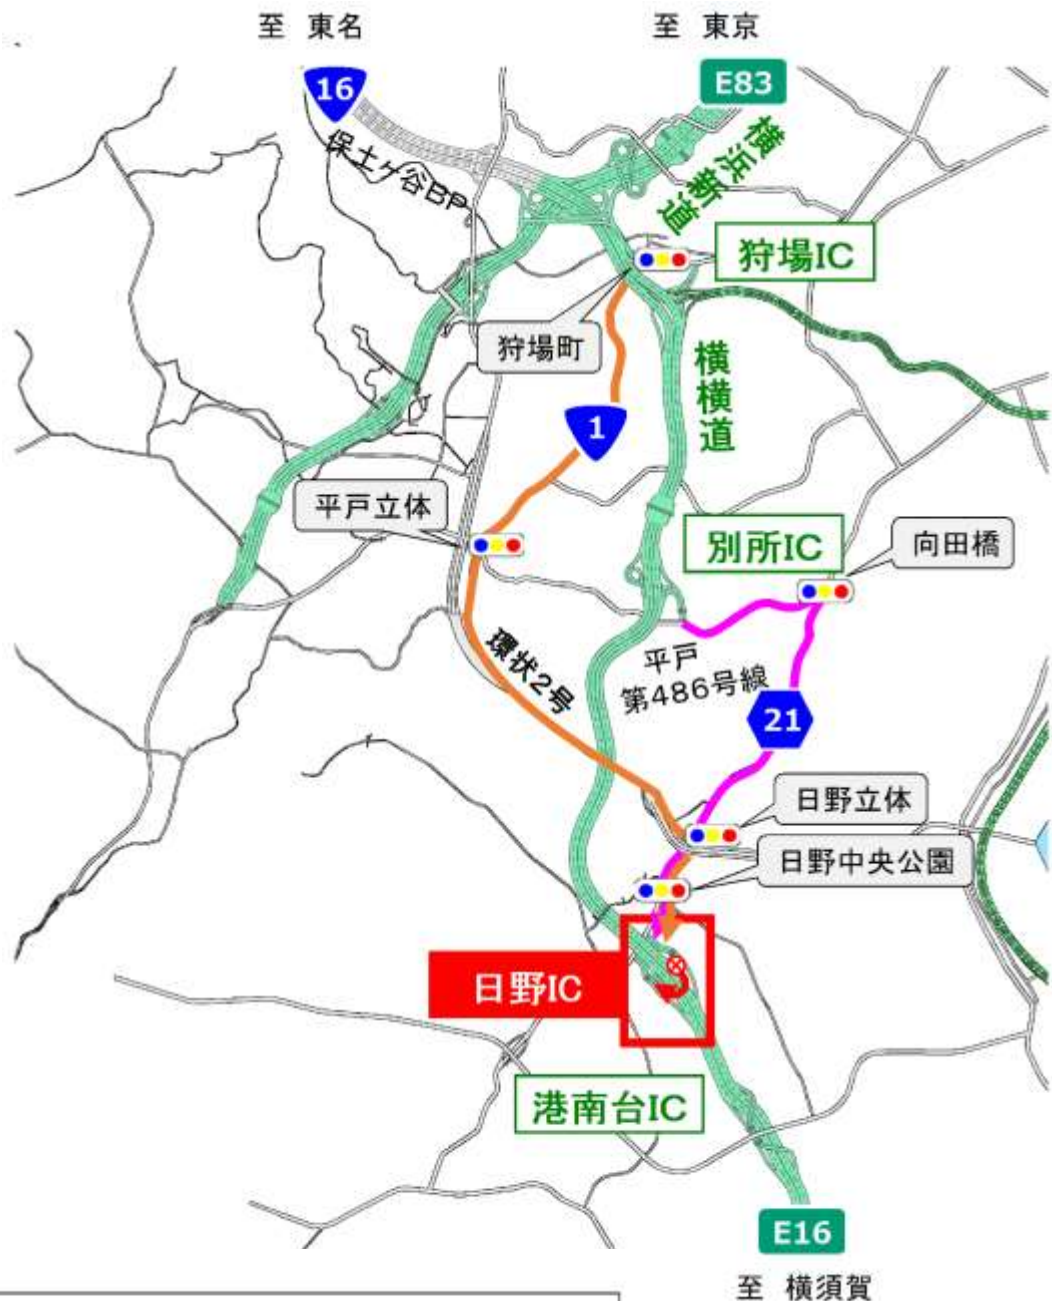 至 東名
至 東京
16
E83
保土ヶ谷BP
横浜新道
狩場IC
狩場町
横横道
1
平戸立体
別所IC
向田橋
環状2号
平戸
第486号線
21
日野立体
日野中央公園
日野IC
港南台IC
E16
至 横須賀